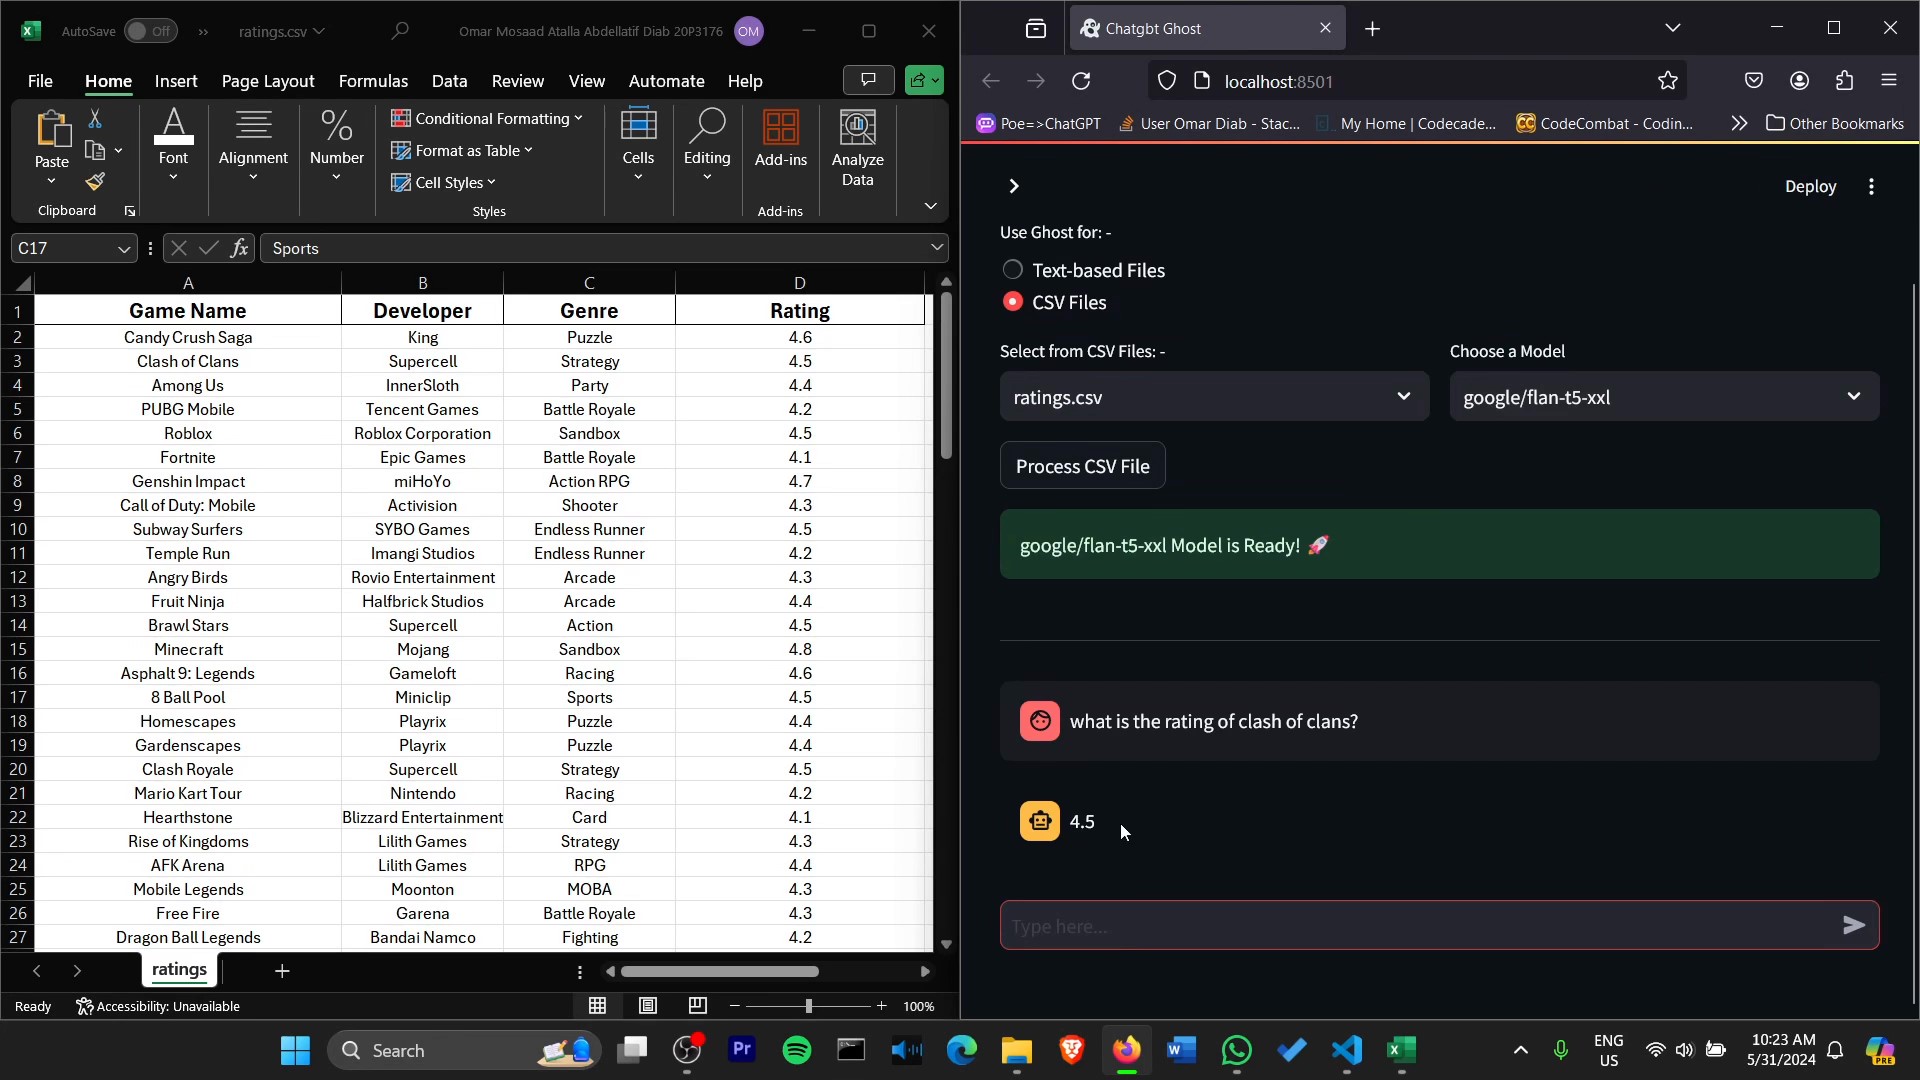 AutoSave Off ›› ratings.csv Omar Mosaad Atalla Abdellatif Diab 20P3176 OM
File Home Insert Page Layout Formulas Data Review View Automate Help
Paste Font Alignment Number Conditional Formatting Format as Table Cell Styles Cells Editing Add-ins Analyze Data
Clipboard Styles Add-ins
C17 fx Sports
A B C D
1 Game Name Developer Genre Rating
2 Candy Crush Saga King Puzzle 4.6
3 Clash of Clans Supercell Strategy 4.5
4 Among Us InnerSloth Party 4.4
5 PUBG Mobile Tencent Games Battle Royale 4.2
6 Roblox Roblox Corporation Sandbox 4.5
7 Fortnite Epic Games Battle Royale 4.1
8 Genshin Impact miHoYo Action RPG 4.7
9 Call of Duty: Mobile Activision Shooter 4.3
10 Subway Surfers SYBO Games Endless Runner 4.5
11 Temple Run Imangi Studios Endless Runner 4.2
12 Angry Birds Rovio Entertainment Arcade 4.3
13 Fruit Ninja Halfbrick Studios Arcade 4.4
14 Brawl Stars Supercell Action 4.5
15 Minecraft Mojang Sandbox 4.8
16 Asphalt 9: Legends Gameloft Racing 4.6
17 8 Ball Pool Miniclip Sports 4.5
18 Homescapes Playrix Puzzle 4.4
19 Gardenscapes Playrix Puzzle 4.4
20 Clash Royale Supercell Strategy 4.5
21 Mario Kart Tour Nintendo Racing 4.2
22 Hearthstone Blizzard Entertainment Card 4.1
23 Rise of Kingdoms Lilith Games Strategy 4.3
24 AFK Arena Lilith Games RPG 4.4
25 Mobile Legends Moonton MOBA 4.3
26 Free Fire Garena Battle Royale 4.3
27 Dragon Ball Legends Bandai Namco Fighting 4.2
ratings
Ready Accessibility: Unavailable 100%
Chatgbt Ghost
localhost:8501
Poe=>ChatGPT User Omar Diab - Stac... My Home | Codecade... CodeCombat - Codin... Other Bookmarks
Deploy
Use Ghost for: -
Text-based Files
CSV Files
Select from CSV Files: - Choose a Model
ratings.csv google/flan-t5-xxl
Process CSV File
google/flan-t5-xxl Model is Ready! 🚀
what is the rating of clash of clans?
4.5
Type here...
Search Pr ENG US 10:23 AM 5/31/2024 PRE